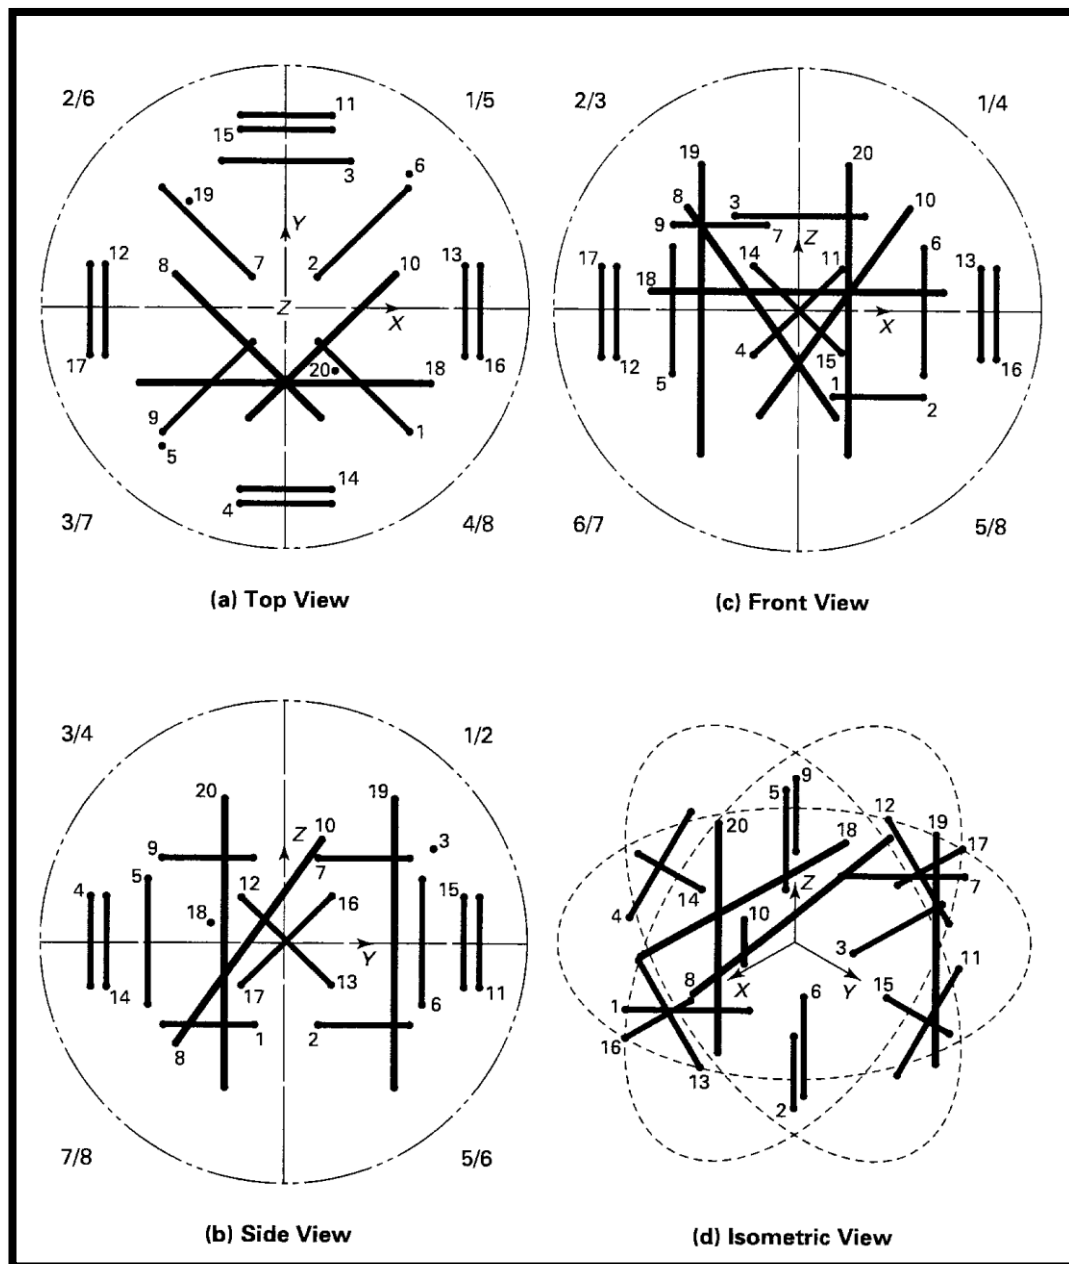 2/6 1/5
11
15
3
6
19
Y
7 2
8 10
12 13
Z X
17 16
20 18
9 1
5
14
4
3/7 4/8
(a) Top View
2/3 1/4
19 20
8 10
3
9 7
Z
6
17 14 11 13
18
X
4 15
12 16
5
1 2
6/7 5/8
(c) Front View
3/4 1/2
20 19
10
Z 3
9 7
5
4 12 16 15
18
Y
17 13
14 6 11
1 2
8
7/8 5/6
(b) Side View
9
5 12
20 18 19
17
Z 7
14
4 10
3
8 X Y 11
1 6 15
16
13
2
(d) Isometric View